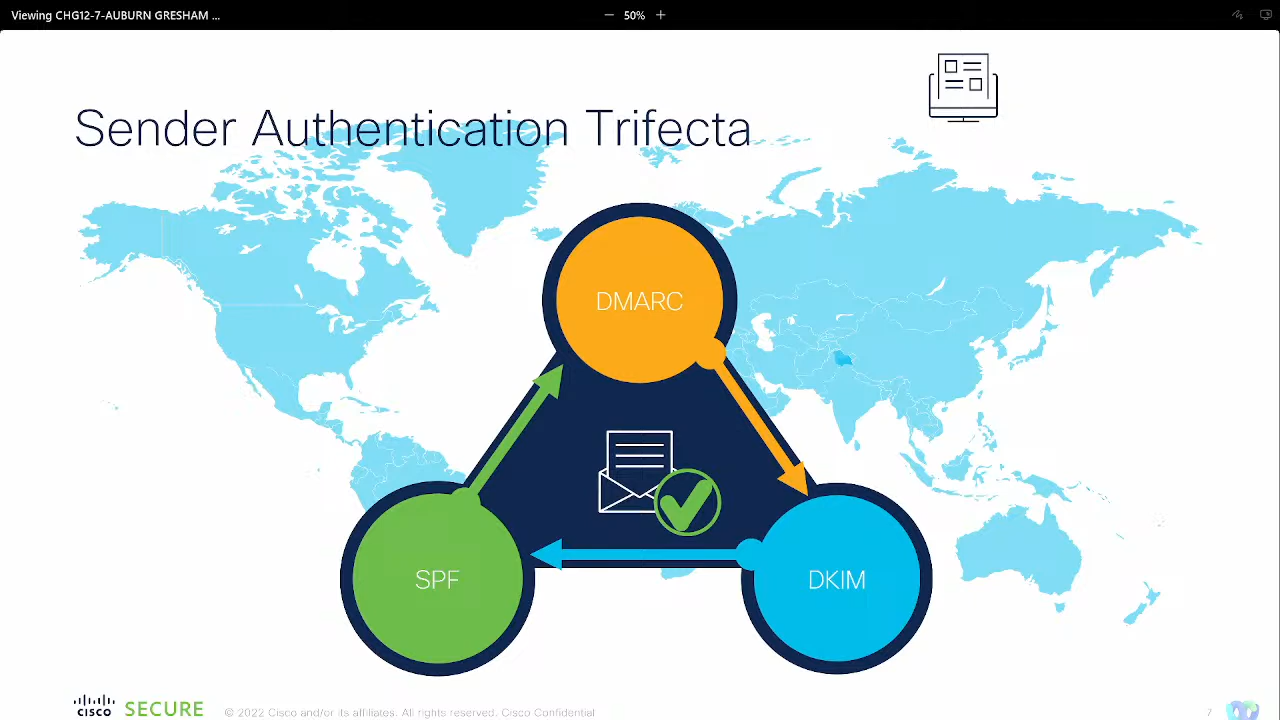 Viewing CHG12-7-AUBURN GRESHAM ...
50%
Sender Authentication Trifecta
DMARC
SPF
DKIM
CISCO SECURE
© 2022 Cisco and/or its affiliates. All rights reserved. Cisco Confidential
7